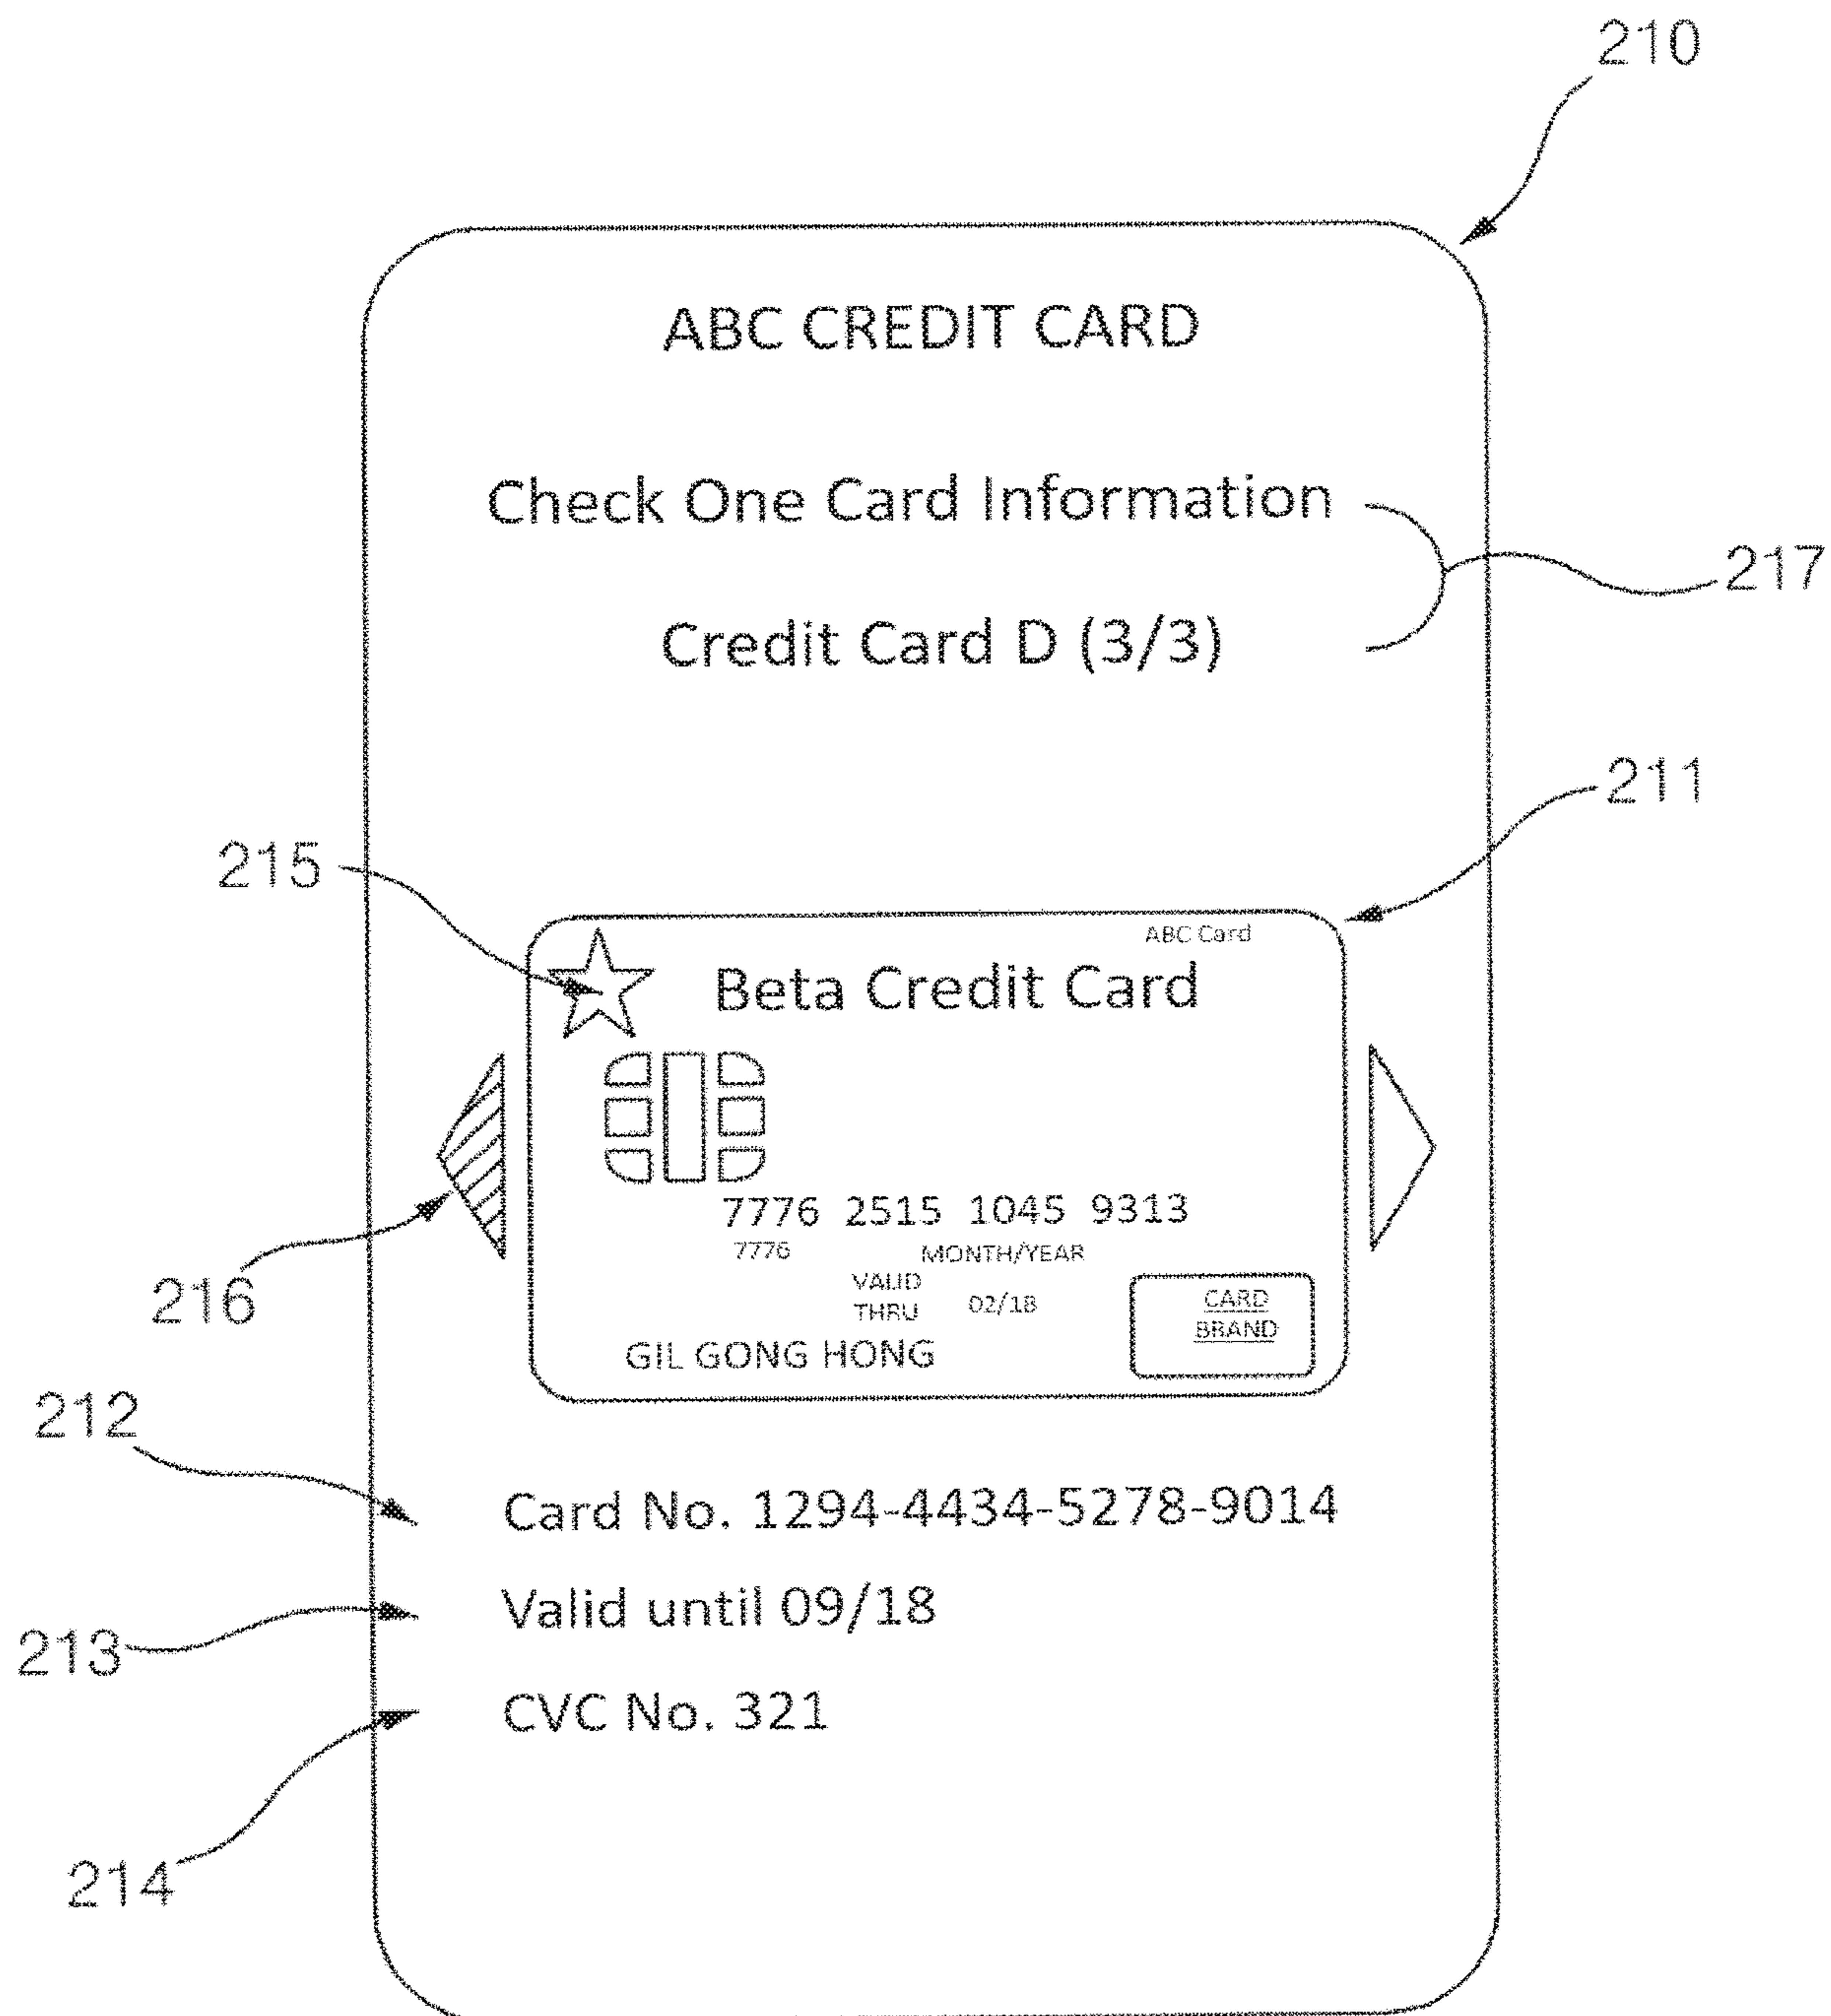 210
ABC CREDIT CARD
Check One Card Information
217
Credit Card D (3/3)
211
215
ABC Card
Beta Credit Card
7776 2515 1045 9313
7776 MONTH/YEAR
VALID
THRU 02/18
CARD
BRAND
216
GIL GONG HONG
212
Card No. 1294-4434-5278-9014
Valid until 09/18
213
CVC No. 321
214